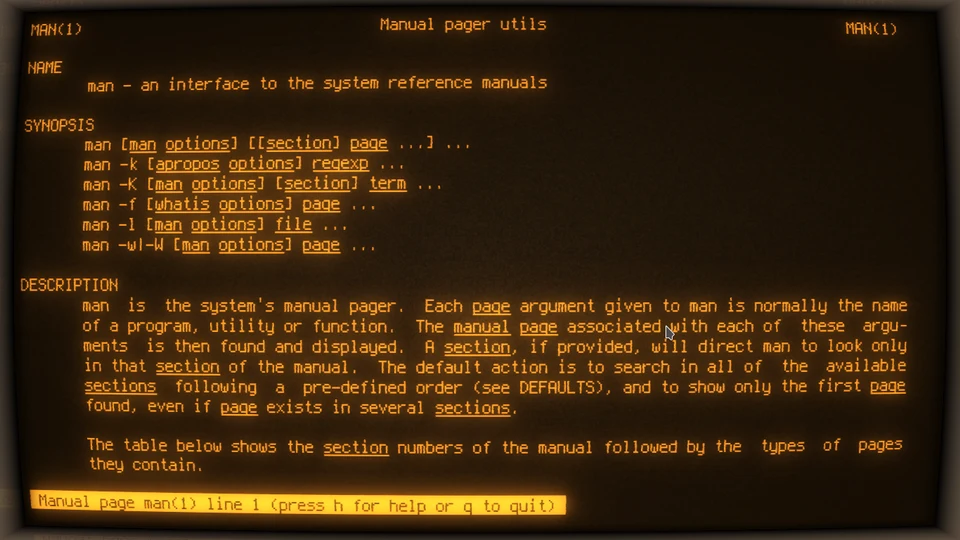 MAN(1) Manual pager utils MAN(1)
NAME
man - an interface to the system reference manuals
SYNOPSIS
man [man options] [[section] page ...] ...
man -k [apropos options] regexp ...
man -K [man options] [section] term ...
man -f [whatis options] page ...
man -l [man options] file ...
man -w|-W [man options] page ...
DESCRIPTION
man is the system's manual pager. Each page argument given to man is normally the name
of a program, utility or function. The manual page associated with each of these argu-
ments is then found and displayed. A section, if provided, will direct man to look only
in that section of the manual. The default action is to search in all of the available
sections following a pre-defined order (see DEFAULTS), and to show only the first page
found, even if page exists in several sections.
The table below shows the section numbers of the manual followed by the types of pages
they contain.
Manual page man(1) line 1 (press h for help or q to quit)